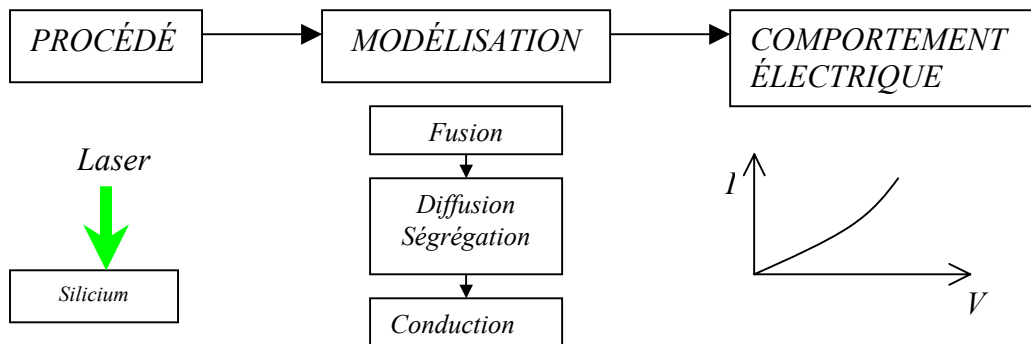 PROCÉDÉ
MODÉLISATION
COMPORTEMENT
ÉLECTRIQUE
Laser
Silicium
Fusion
Diffusion
Ségrégation
Conduction
I
V